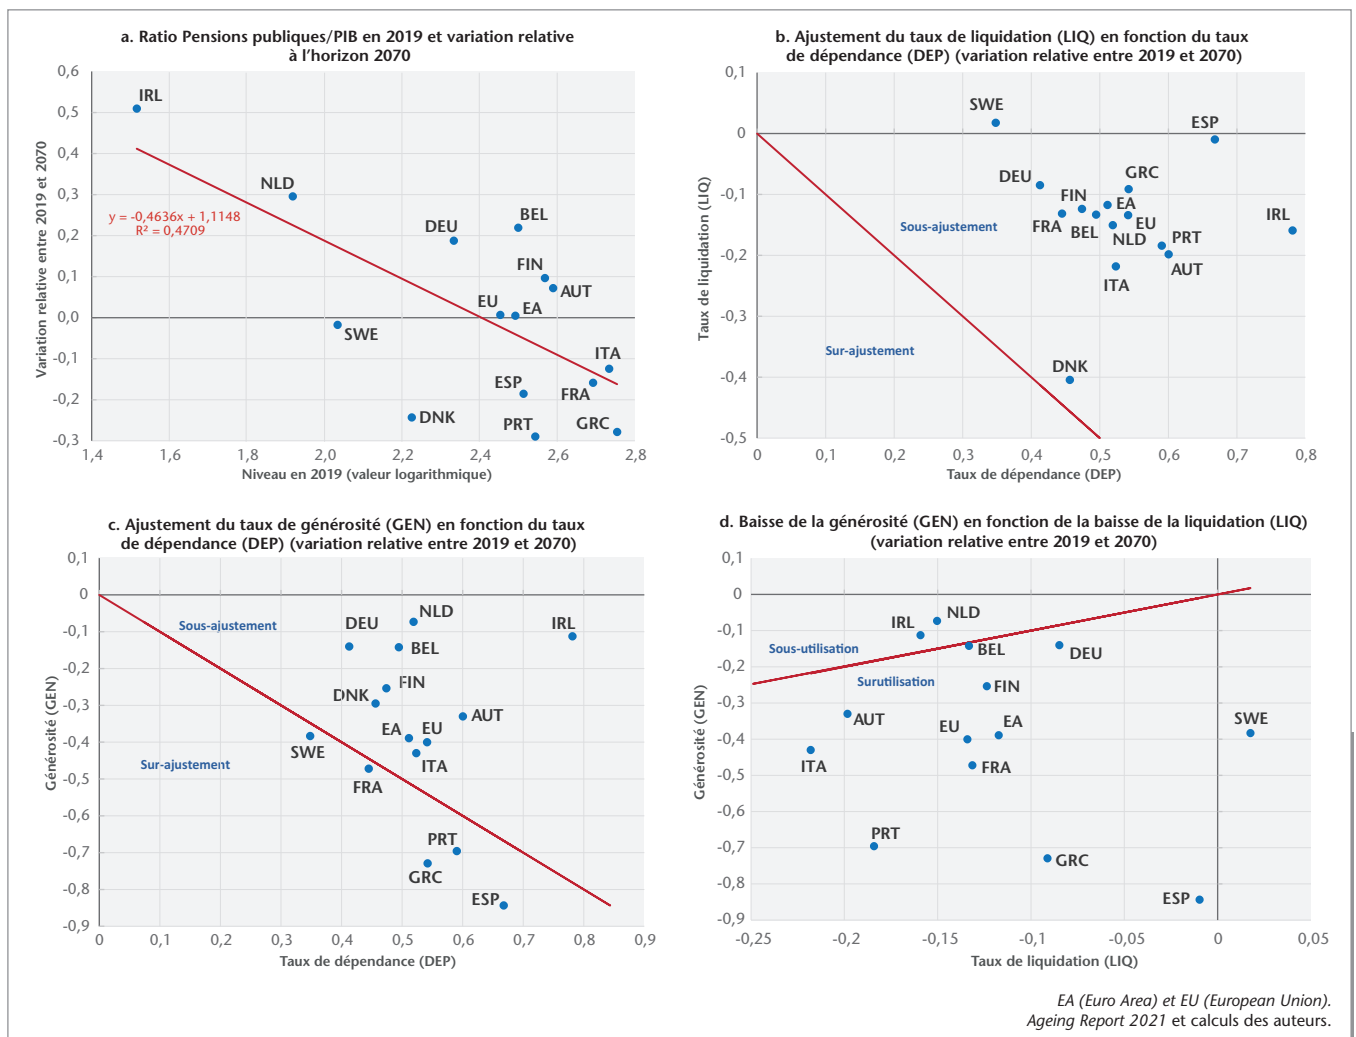 a. Ratio Pensions publiques/PIB en 2019 et variation relative
à l'horizon 2070
0,6
0,5
0,4
0,3
0,2
0,1
0,0
-0,1
-0,2
-0,3
1,4
1,6
1,8
2,0
2,2
2,4
2,6
2,8
Variation relative entre 2019 et 2070
Niveau en 2019 (valeur logarithmique)
y = -0,4636x + 1,1148
R² = 0,4709
IRL
NLD
DEU
BEL
FIN
AUT
EU
EA
SWE
ITA
ESP
FRA
DNK
PRT
GRC
b. Ajustement du taux de liquidation (LIQ) en fonction du taux
de dépendance (DEP) (variation relative entre 2019 et 2070)
0,1
0
-0,1
-0,2
-0,3
-0,4
-0,5
0
0,1
0,2
0,3
0,4
0,5
0,6
0,7
0,8
Taux de liquidation (LIQ)
Taux de dépendance (DEP)
Sous-ajustement
Sur-ajustement
SWE
ESP
DEU
GRC
FIN
EA
IRL
FRA
BEL
EU
NLD
PRT
AUT
ITA
DNK
c. Ajustement du taux de générosité (GEN) en fonction du taux
de dépendance (DEP) (variation relative entre 2019 et 2070)
0,1
0
-0,1
-0,2
-0,3
-0,4
-0,5
-0,6
-0,7
-0,8
-0,9
0
0,2
0,3
0,4
0,5
0,6
0,7
0,8
0,9
Générosité (GEN)
Taux de dépendance (DEP)
Sous-ajustement
Sur-ajustement
NLD
DEU
IRL
BEL
FIN
DNK
AUT
EA
EU
SWE
ITA
FRA
PRT
GRC
ESP
d. Baisse de la générosité (GEN) en fonction de la baisse de la liquidation (LIQ)
(variation relative entre 2019 et 2070)
0,1
0
-0,1
-0,2
-0,3
-0,4
-0,5
-0,6
-0,7
-0,8
-0,9
-0,25
-0,2
-0,15
-0,1
-0,05
0
0,05
Générosité (GEN)
Taux de liquidation (LIQ)
Sous-utilisation
Surutilisation
IRL
NLD
BEL
DEU
FIN
AUT
EU
EA
SWE
ITA
FRA
PRT
GRC
ESP
EA (Euro Area) et EU (European Union).
Ageing Report 2021 et calculs des auteurs.